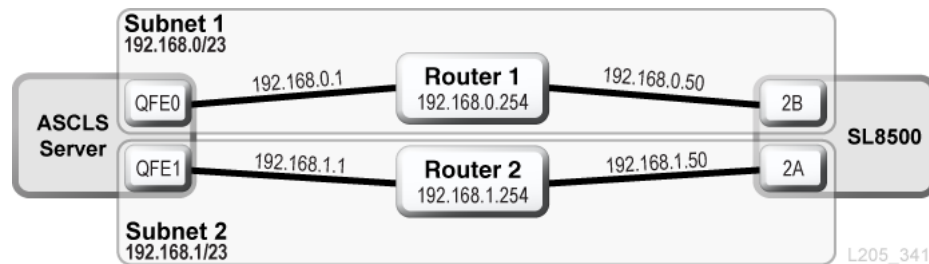 Subnet 1
192.168.0/23
QFE0
192.168.0.1
Router 1
192.168.0.254
192.168.0.50
2B
ASCLS
Server
SL8500
QFE1
192.168.1.1
Router 2
192.168.1.254
192.168.1.50
2A
Subnet 2
192.168.1/23
L205_341